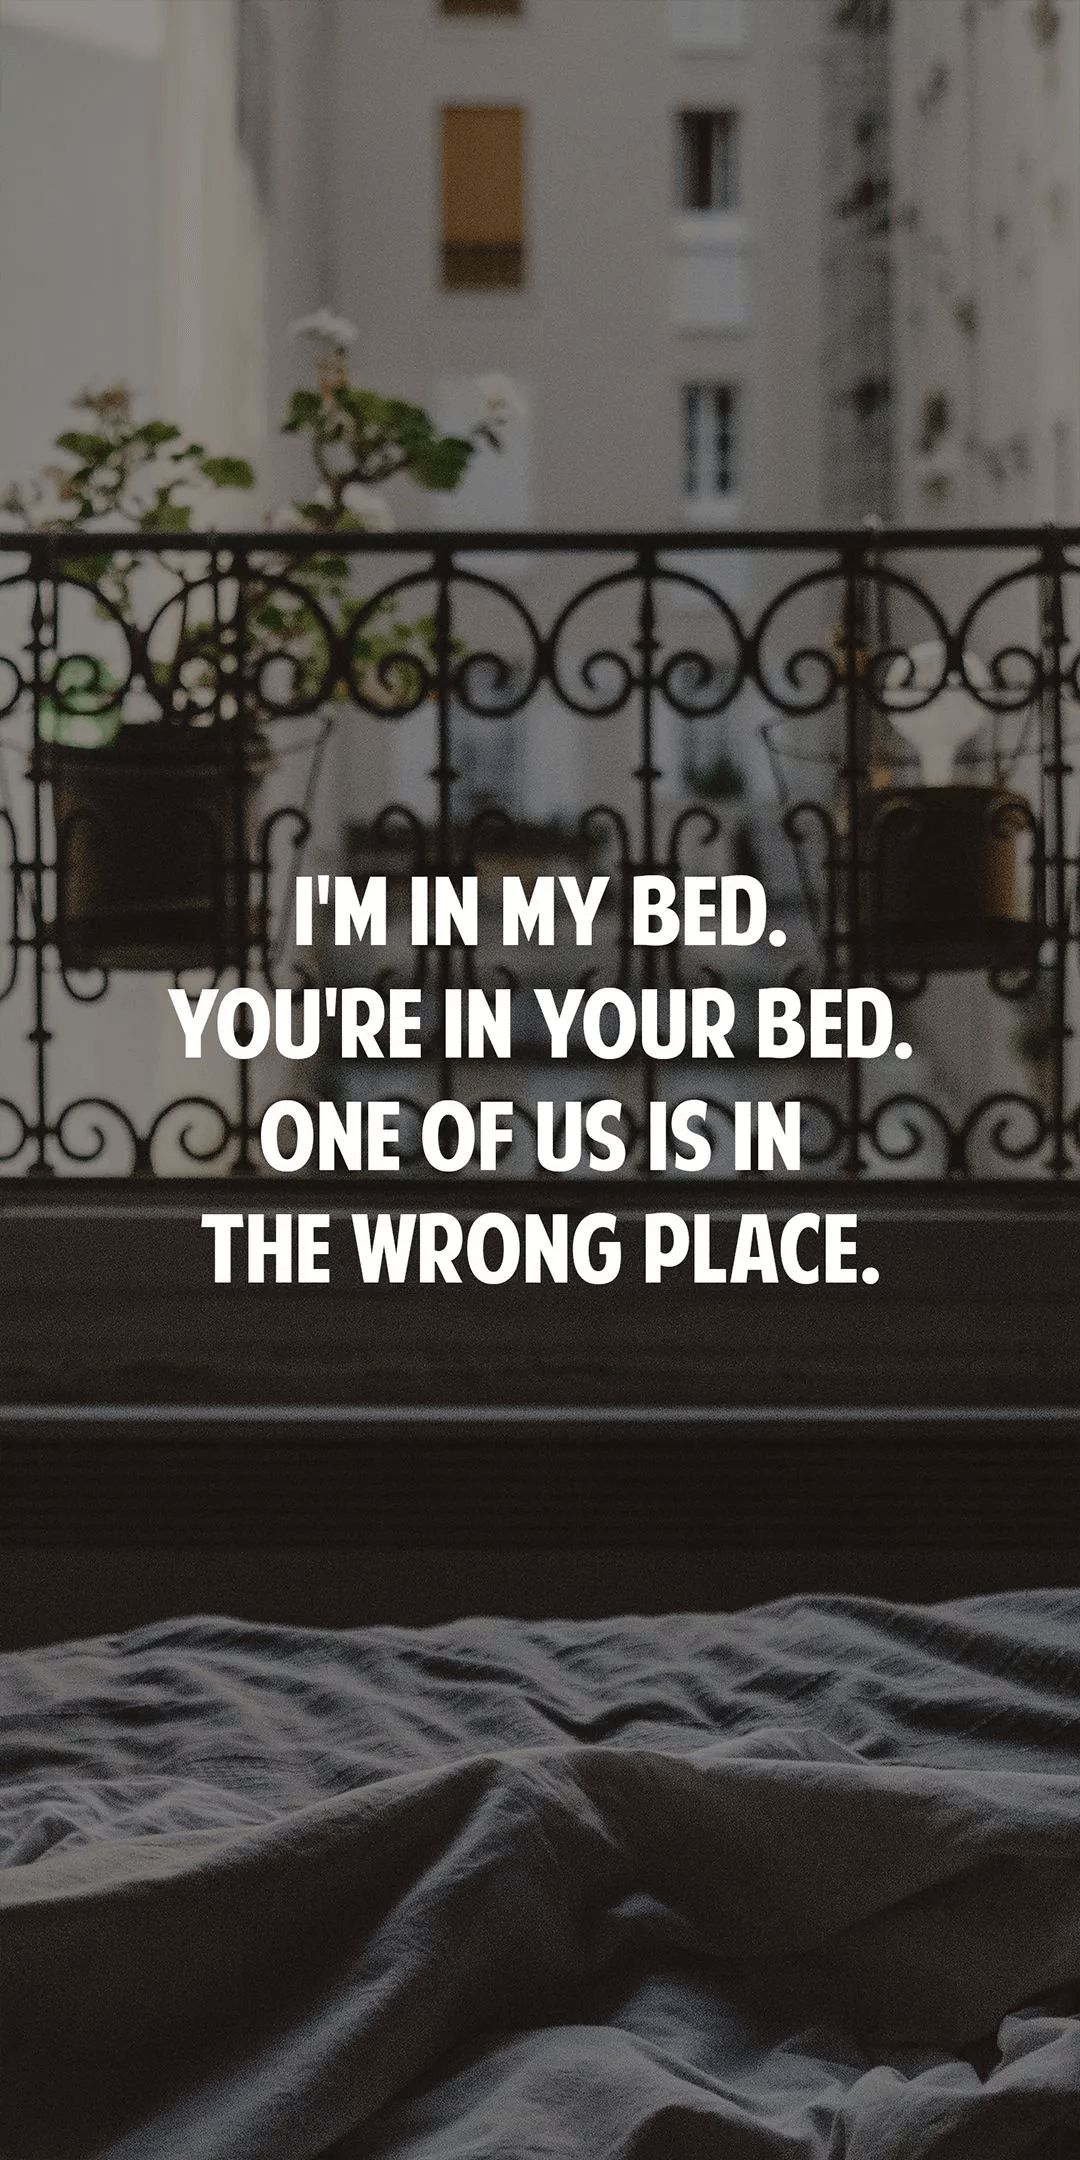 I'M IN MY BED.
YOU'RE IN YOUR BED.
ONE OF US IS IN
THE WRONG PLACE.